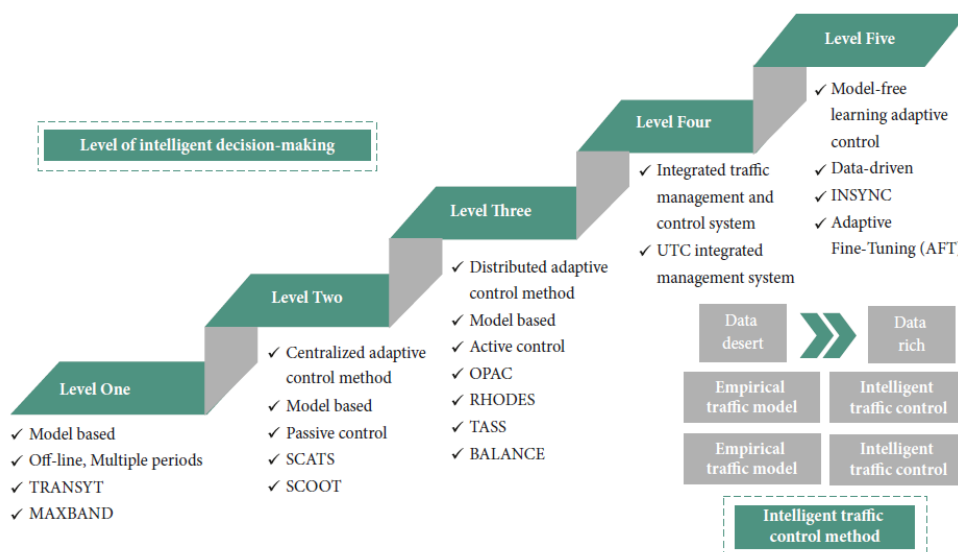 Level of intelligent decision-making
Level One
✓ Model based
✓ Off-line, Multiple periods
✓ TRANSYT
✓ MAXBAND
Level Two
✓ Centralized adaptive
control method
✓ Model based
✓ Passive control
✓ SCATS
✓ SCOOT
Level Three
✓ Distributed adaptive
control method
✓ Model based
✓ Active control
✓ OPAC
✓ RHODES
✓ TASS
✓ BALANCE
Level Four
✓ Integrated traffic
management and
control system
✓ UTC integrated
management system
Level Five
✓ Model-free
learning adaptive
control
✓ Data-driven
✓ INSYNC
✓ Adaptive
Fine-Tuning (AFT)
Data
desert
Data
rich
Empirical
traffic model
Intelligent
traffic control
Empirical
traffic model
Intelligent
traffic control
Intelligent traffic
control method